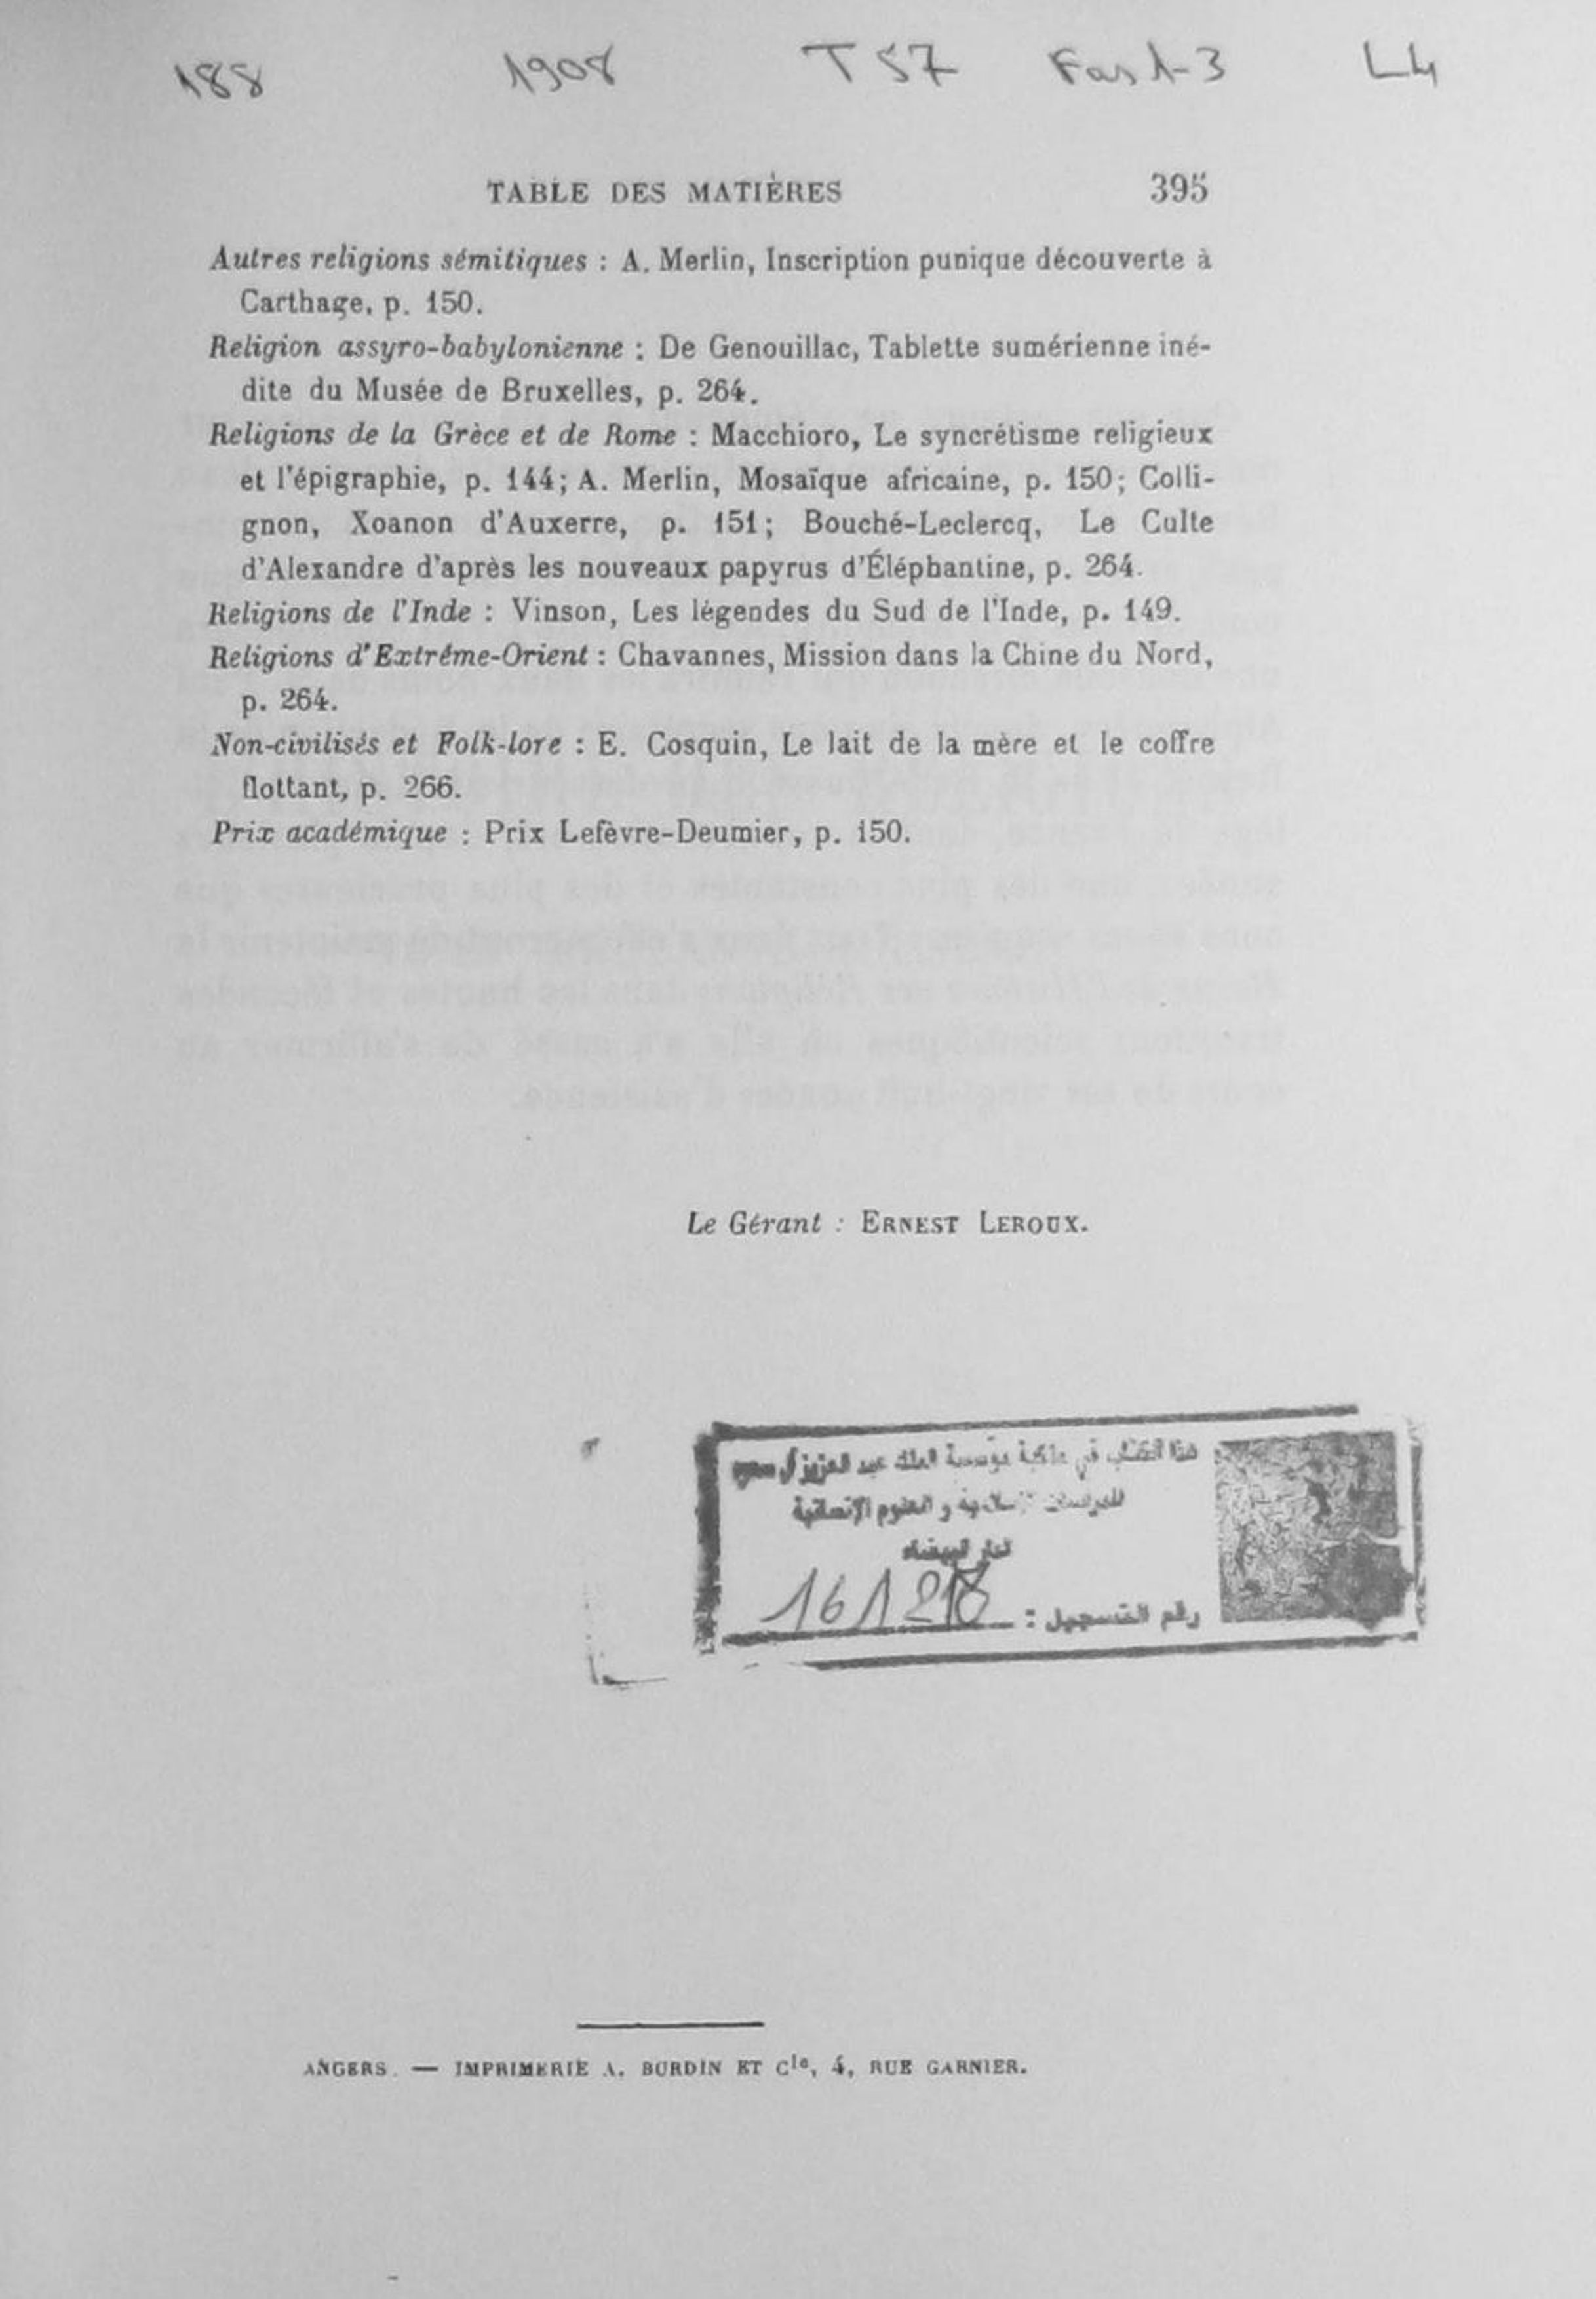 188 1908 T 57 Fas 1-3 L4
TABLE DES MATIÈRES 395
Autres religions sémitiques : A. Merlin, Inscription punique découverte à
Carthage, p. 150.
Religion assyro-babylonienne : De Genouillac, Tablette sumérienne iné-
dite du Musée de Bruxelles, p. 264.
Religions de la Grèce et de Rome : Macchioro, Le syncrétisme religieux
et l'épigraphie, p. 144; A. Merlin, Mosaïque africaine, p. 150; Colli-
gnon, Xoanon d'Auxerre, p. 151; Bouché-Leclercq, Le Culte
d'Alexandre d'après les nouveaux papyrus d'Éléphantine, p. 264.
Religions de l'Inde : Vinson, Les légendes du Sud de l'Inde, p. 149.
Religions d'Extrême-Orient : Chavannes, Mission dans la Chine du Nord,
p. 264.
Non-civilisés et Folk-lore : E. Cosquin, Le lait de la mère et le coffre
flottant, p. 266.
Prix académique : Prix Lefèvre-Deumier, p. 150.
Le Gérant : ERNEST LEROUX.
هذا الكتاب في ملكية مؤسسة الملك عبد العزيز آل سعود
للدراسات الإسلامية و العلوم الإنسانية
الدار البيضاء
رقم التسجيل :
ANGERS. — IMPRIMERIE A. BURDIN ET Cie, 4, RUE GARNIER.